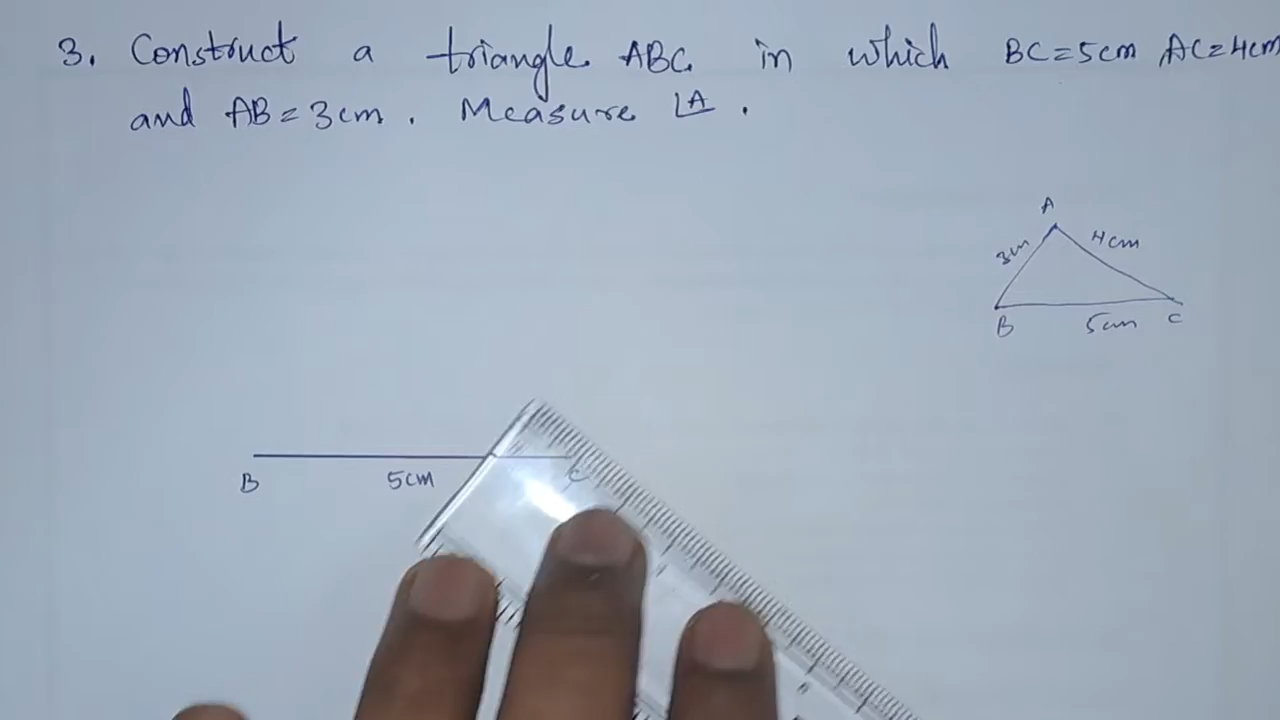 3. Construct a triangle ABC in which BC=5cm AC=4cm
and AB=3cm. Measure ∠A.
A
3cm 4cm
B 5cm C
B 5cm C